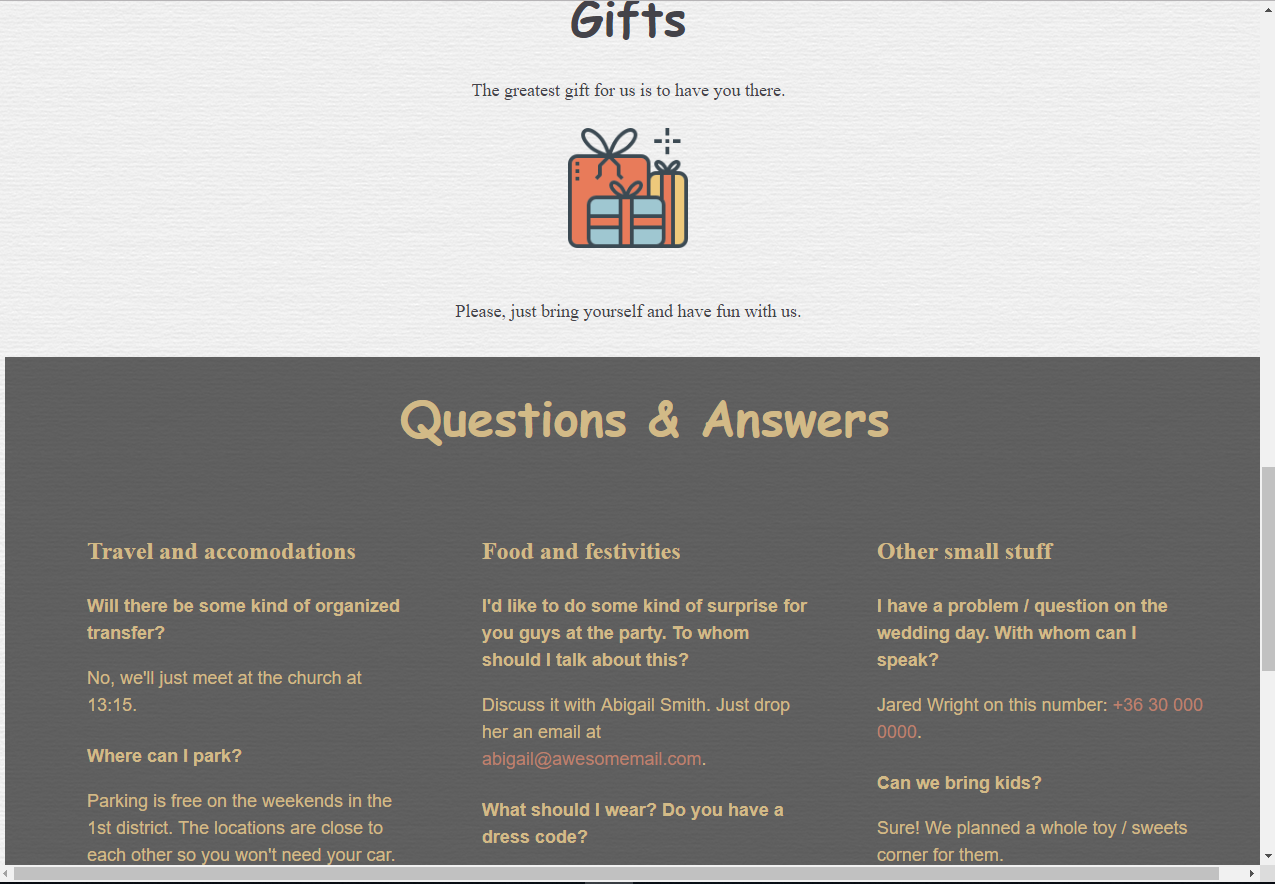 Gifts
The greatest gift for us is to have you there.
Please, just bring yourself and have fun with us.
Questions & Answers
Travel and accomodations
Will there be some kind of organized
transfer?
No, we'll just meet at the church at
13:15.
Where can I park?
Parking is free on the weekends in the
1st district. The locations are close to
each other so you won't need your car.
Food and festivities
I'd like to do some kind of surprise for
you guys at the party. To whom
should I talk about this?
Discuss it with Abigail Smith. Just drop
her an email at
abigail@awesomemail.com.
What should I wear? Do you have a
dress code?
Other small stuff
I have a problem / question on the
wedding day. With whom can I
speak?
Jared Wright on this number: +36 30 000
0000.
Can we bring kids?
Sure! We planned a whole toy / sweets
corner for them.